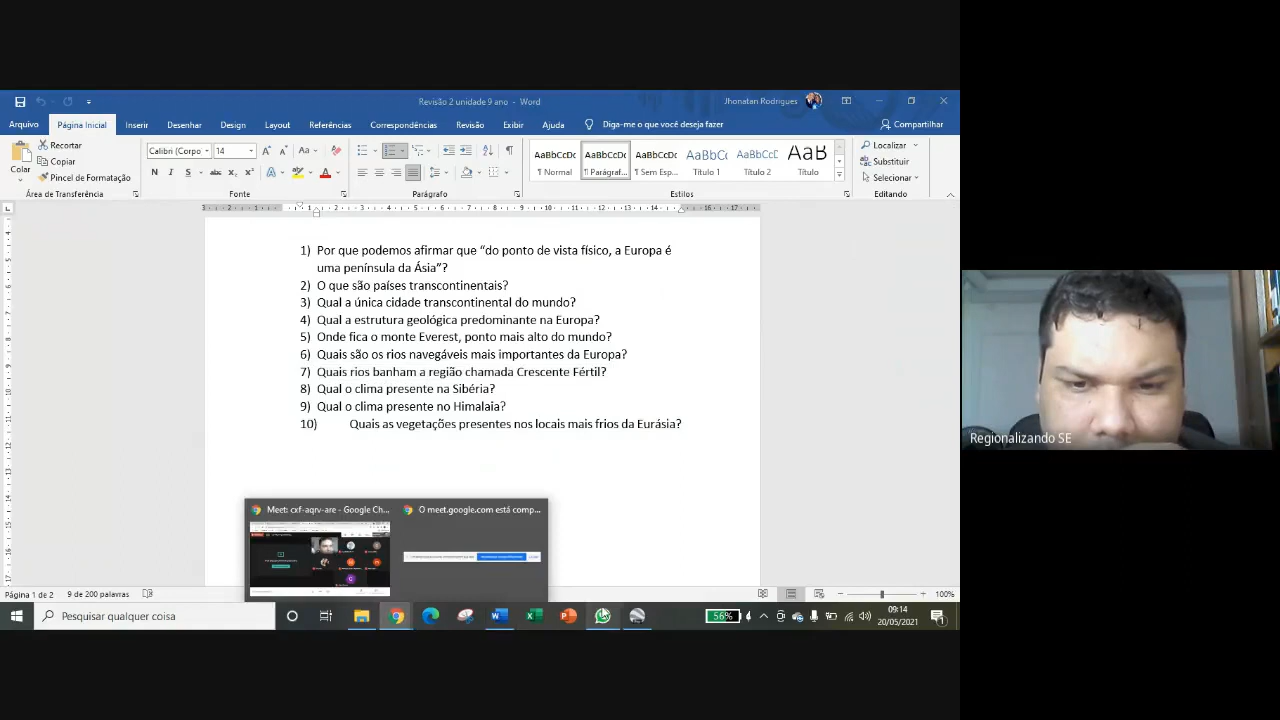 Revisão 2 unidade 9 ano - Word
Jhonatan Rodrigues
Arquivo Página Inicial Inserir Desenhar Design Layout Referências Correspondências Revisão Exibir Ajuda Diga-me o que você deseja fazer Compartilhar
Colar
Recortar
Copiar
Pincel de Formatação
Área de Transferência
Calibri (Corpo 14
N I S abc x₂ x²
Fonte
Parágrafo
AaBbCcDc AaBbCcDc AaBbCcDc AaBbCc AaBbCcD AaB
¶ Normal ¶ Parágraf... ¶ Sem Esp... Título 1 Título 2 Título
Estilos
Localizar
Substituir
Selecionar
Editando
1) Por que podemos afirmar que “do ponto de vista físico, a Europa é
uma península da Ásia”?
2) O que são países transcontinentais?
3) Qual a única cidade transcontinental do mundo?
4) Qual a estrutura geológica predominante na Europa?
5) Onde fica o monte Everest, ponto mais alto do mundo?
6) Quais são os rios navegáveis mais importantes da Europa?
7) Quais rios banham a região chamada Crescente Fértil?
8) Qual o clima presente na Sibéria?
9) Qual o clima presente no Himalaia?
10) Quais as vegetações presentes nos locais mais frios da Eurásia?
Regionalizando SE
Meet: cxf-aqrv-are - Google Ch...
O meet.google.com está comp...
Página 1 de 2 9 de 200 palavras
100%
Pesquisar qualquer coisa
56%
09:14
20/05/2021